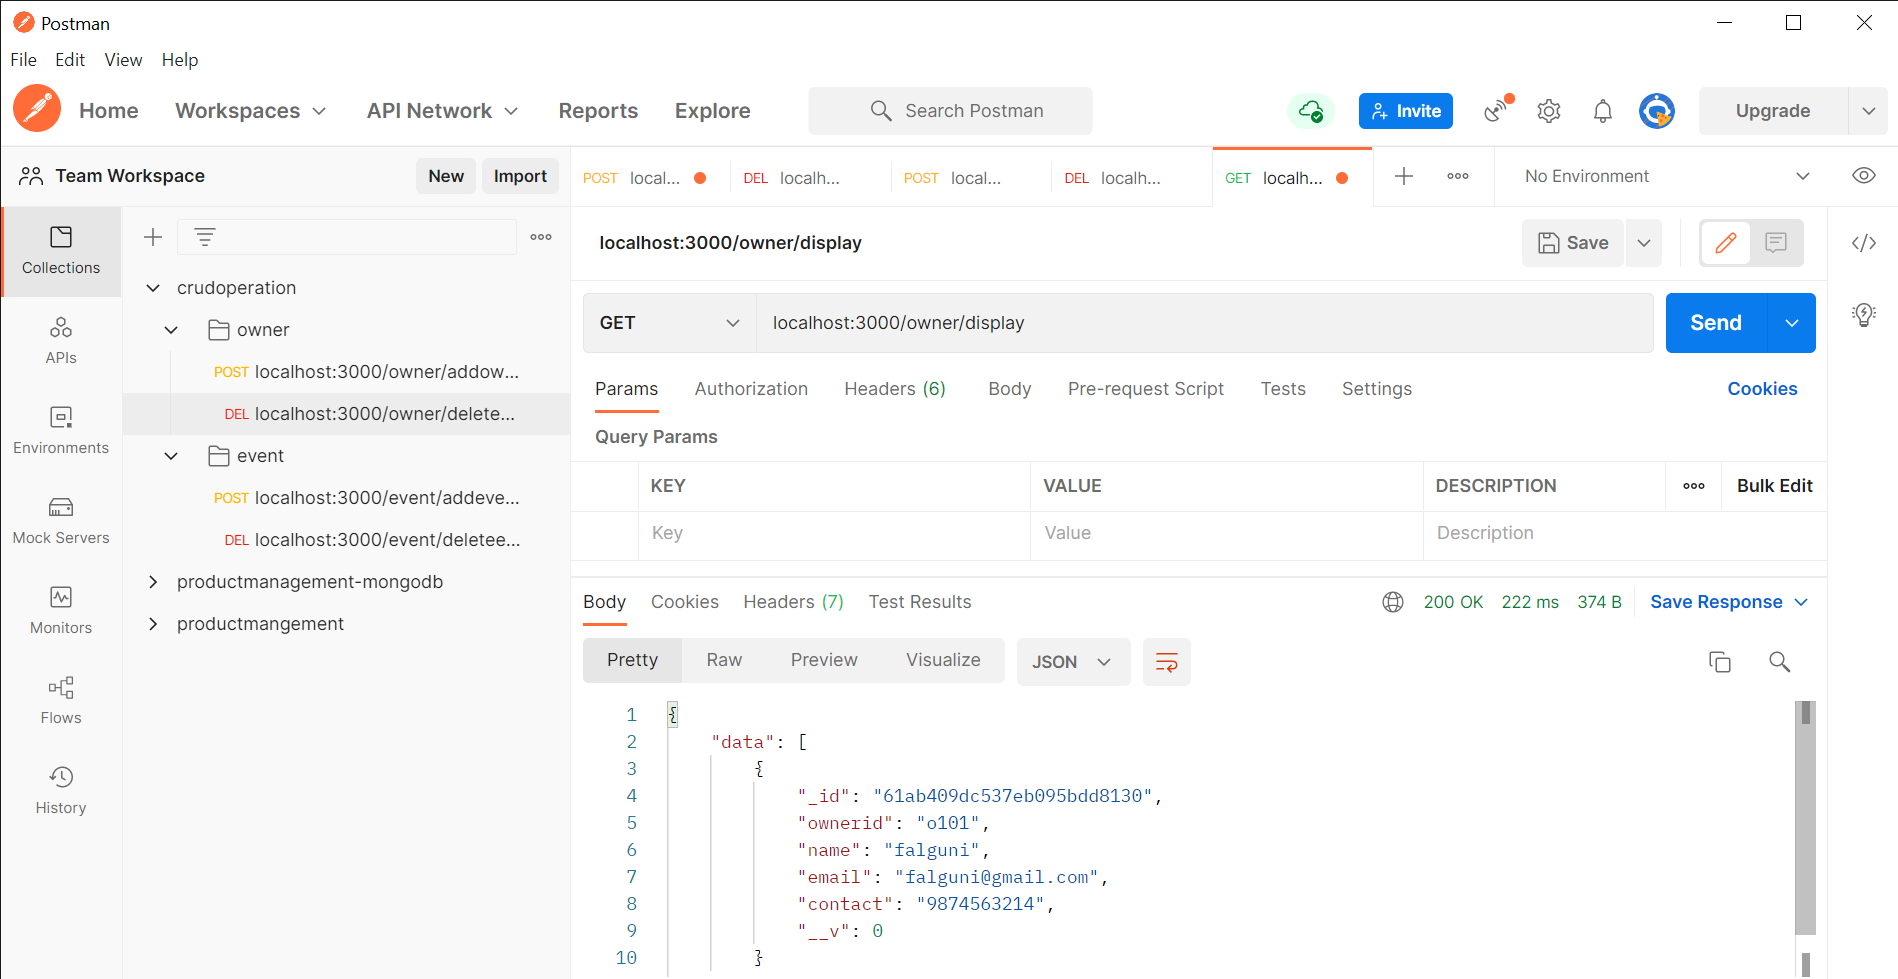 Postman
File Edit View Help
Home Workspaces API Network Reports Explore Search Postman Invite Upgrade
Team Workspace New Import
POST local... DEL localh... POST local... DEL localh... GET localh... No Environment
Collections
APIs
Environments
Mock Servers
Monitors
Flows
History
crudoperation
owner
POST localhost:3000/owner/addow...
DEL localhost:3000/owner/delete...
event
POST localhost:3000/event/addeve...
DEL localhost:3000/event/deletee...
productmanagement-mongodb
productmangement
localhost:3000/owner/display Save
GET localhost:3000/owner/display Send
Params Authorization Headers (6) Body Pre-request Script Tests Settings Cookies
Query Params
KEY VALUE DESCRIPTION Bulk Edit
Key Value Description
Body Cookies Headers (7) Test Results 200 OK 222 ms 374 B Save Response
Pretty Raw Preview Visualize JSON
1 {
2 "data": [
3 {
4 "_id": "61ab409dc537eb095bdd8130",
5 "ownerid": "o101",
6 "name": "falguni",
7 "email": "falguni@gmail.com",
8 "contact": "9874563214",
9 "__v": 0
10 }